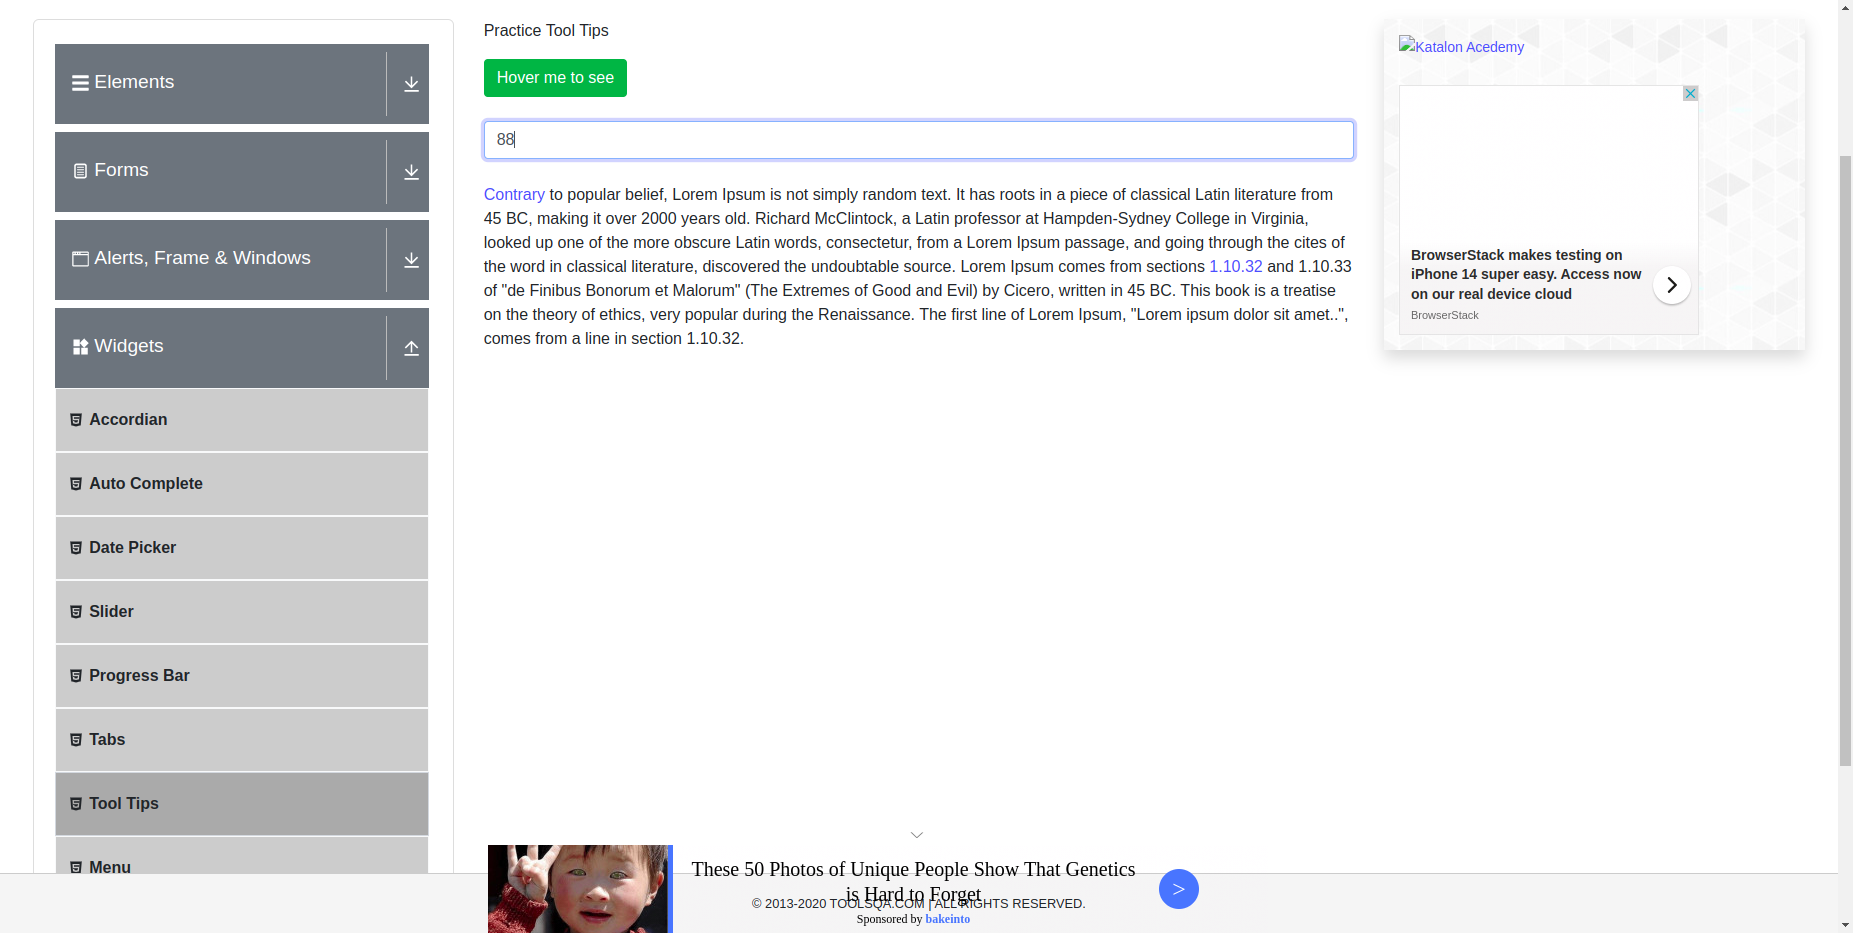 Elements
Forms
Alerts, Frame & Windows
Widgets
Accordian
Auto Complete
Date Picker
Slider
Progress Bar
Tabs
Tool Tips
Menu
Practice Tool Tips
Hover me to see
88
Contrary to popular belief, Lorem Ipsum is not simply random text. It has roots in a piece of classical Latin literature from
45 BC, making it over 2000 years old. Richard McClintock, a Latin professor at Hampden-Sydney College in Virginia,
looked up one of the more obscure Latin words, consectetur, from a Lorem Ipsum passage, and going through the cites of
the word in classical literature, discovered the undoubtable source. Lorem Ipsum comes from sections 1.10.32 and 1.10.33
of "de Finibus Bonorum et Malorum" (The Extremes of Good and Evil) by Cicero, written in 45 BC. This book is a treatise
on the theory of ethics, very popular during the Renaissance. The first line of Lorem Ipsum, "Lorem ipsum dolor sit amet..",
comes from a line in section 1.10.32.
Katalon Acedemy
BrowserStack makes testing on
iPhone 14 super easy. Access now
on our real device cloud
BrowserStack
These 50 Photos of Unique People Show That Genetics
is Hard to Forget
© 2013-2020 TOOLSQA.COM | ALL RIGHTS RESERVED.
Sponsored by bakeinto